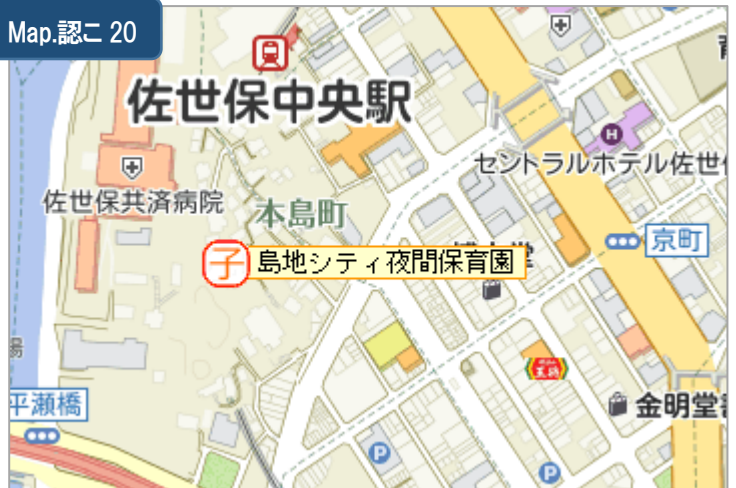 Map.認こ 20
佐世保中央駅
セントラルホテル佐世
佐世保共済病院
本島町
子
島地シティ夜間保育園
京町
平瀬橋
金明堂
H
P
P